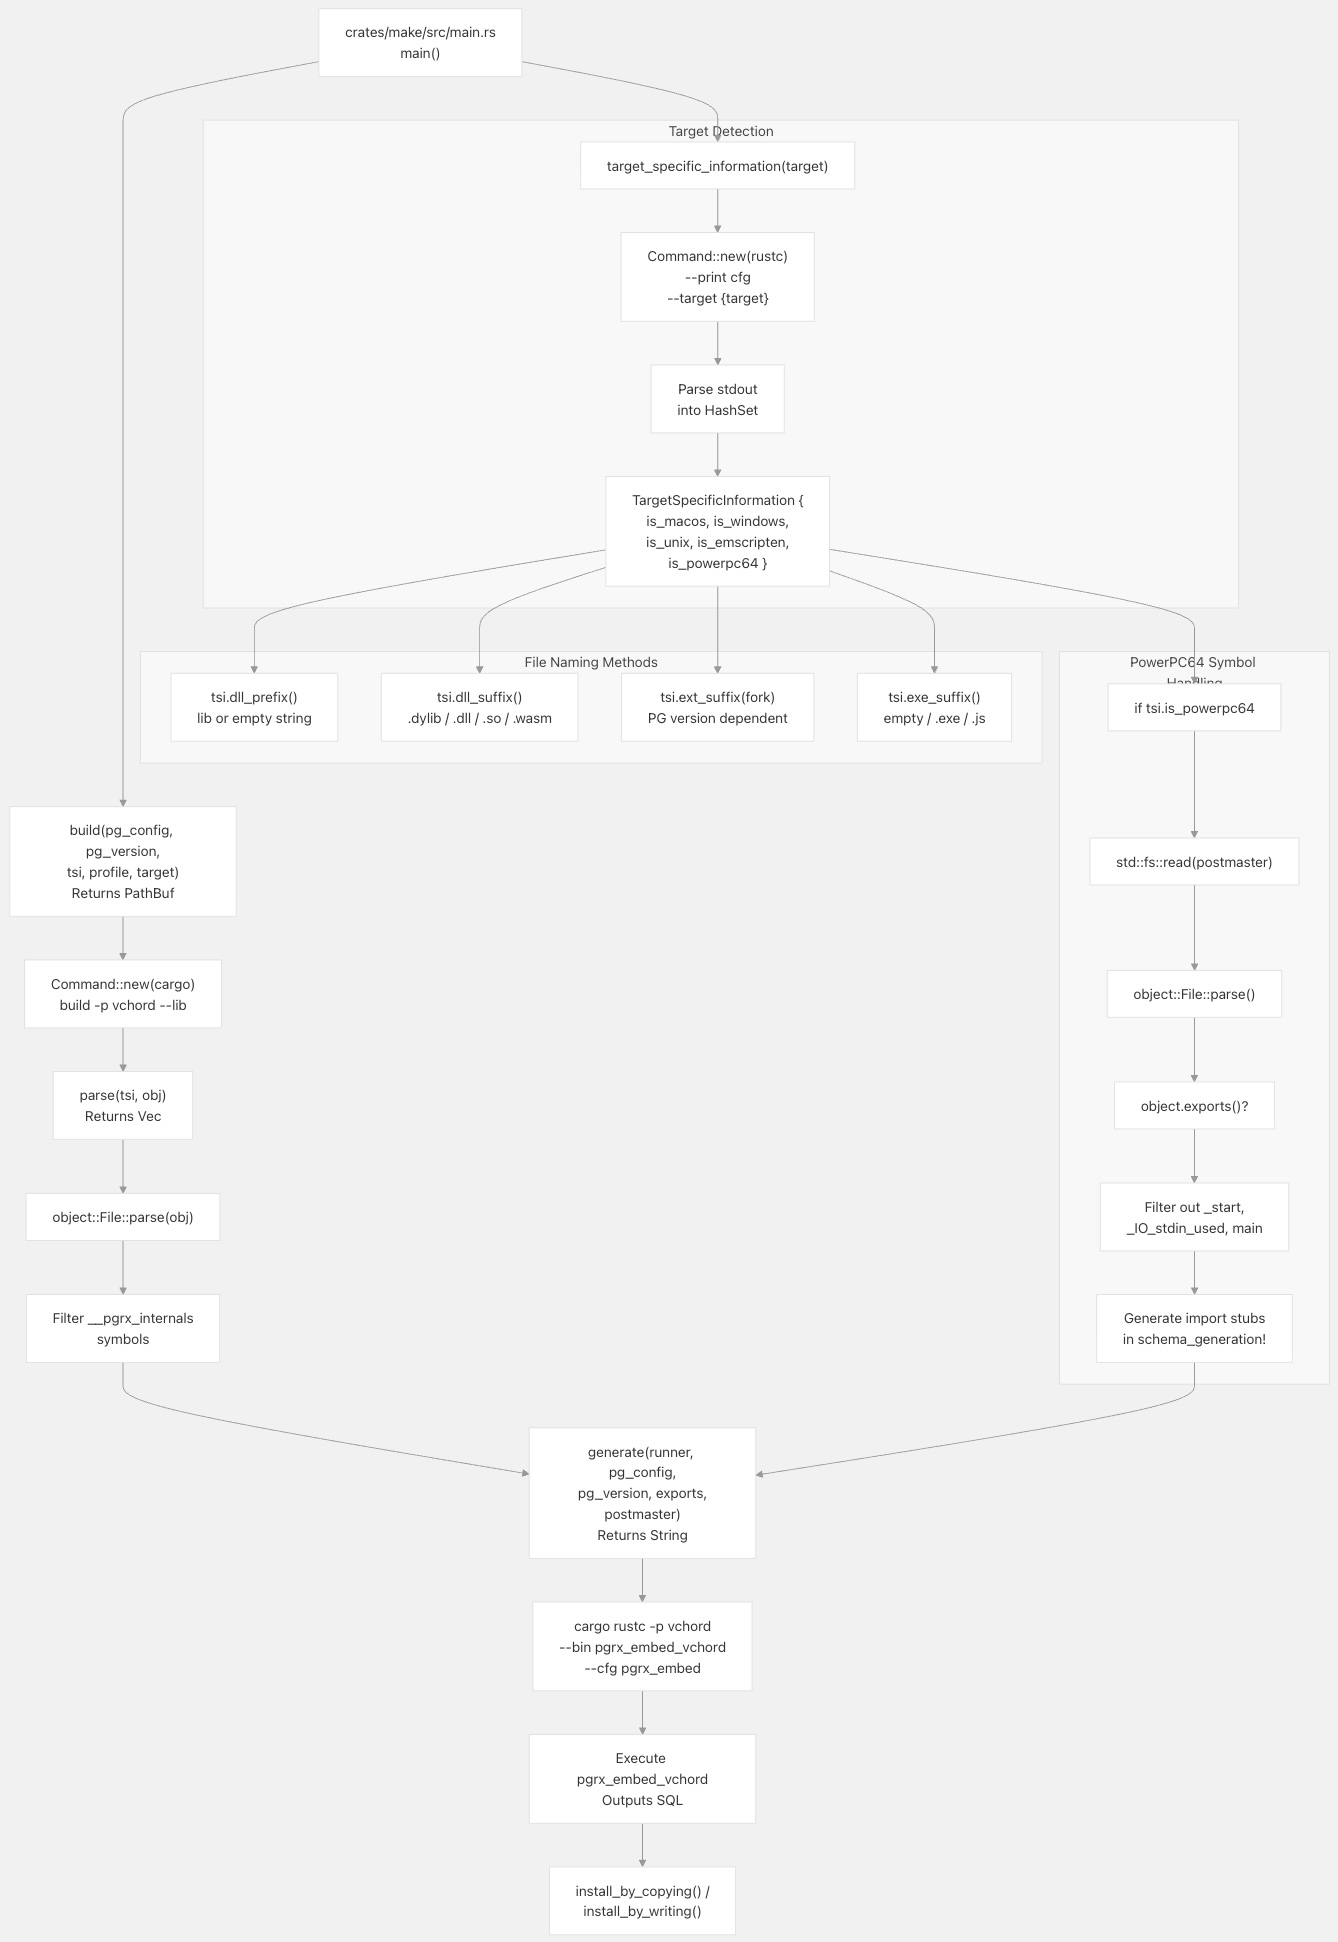 crates/make/src/main.rs
main()
Target Detection
target_specific_information(target)
Command::new(rustc)
--print cfg
--target {target}
Parse stdout
into HashSet
TargetSpecificInformation {
is_macos, is_windows,
is_unix, is_emscripten,
is_powerpc64 }
File Naming Methods
tsi.dll_prefix()
lib or empty string
tsi.dll_suffix()
.dylib / .dll / .so / .wasm
tsi.ext_suffix(fork)
PG version dependent
tsi.exe_suffix()
empty / .exe / .js
PowerPC64 Symbol
Handling
if tsi.is_powerpc64
std::fs::read(postmaster)
object::File::parse()
object.exports()?
Filter out _start,
_IO_stdin_used, main
Generate import stubs
in schema_generation!
build(pg_config,
pg_version,
tsi, profile, target)
Returns PathBuf
Command::new(cargo)
build -p vchord --lib
parse(tsi, obj)
Returns Vec
object::File::parse(obj)
Filter __pgrx_internals
symbols
generate(runner,
pg_config,
pg_version, exports,
postmaster)
Returns String
cargo rustc -p vchord
--bin pgrx_embed_vchord
--cfg pgrx_embed
Execute
pgrx_embed_vchord
Outputs SQL
install_by_copying() /
install_by_writing()